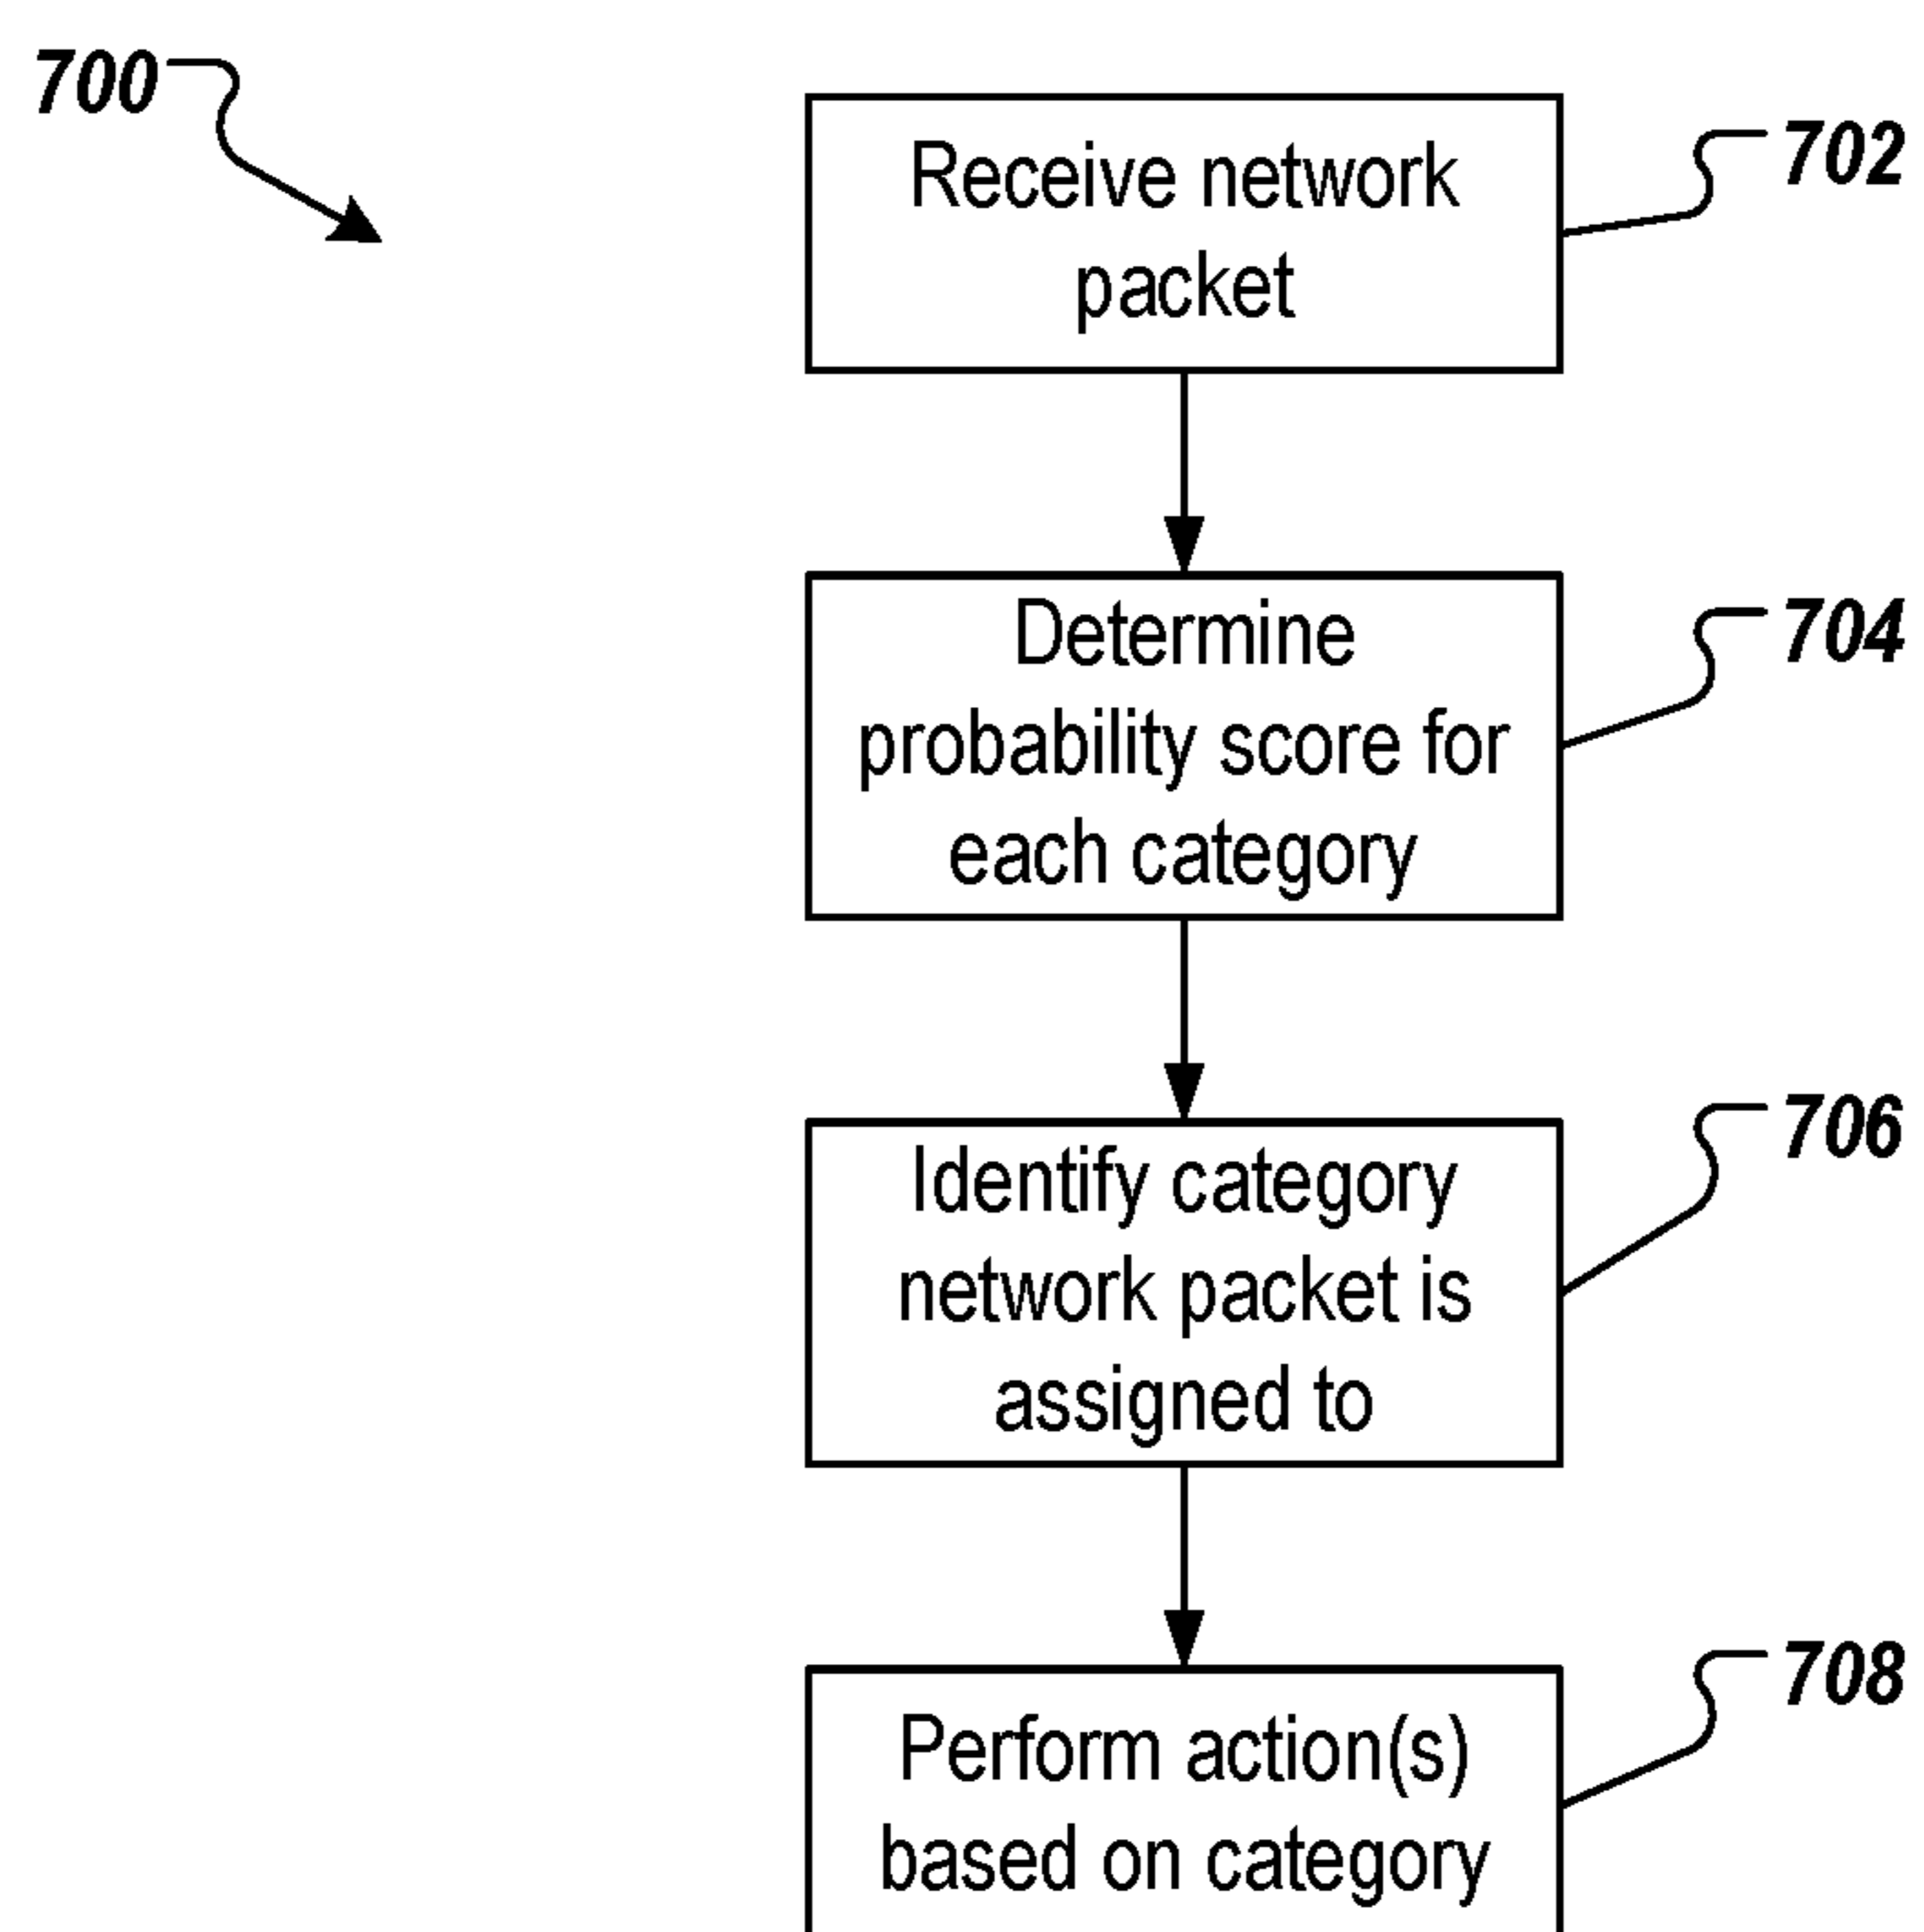 700
Receive network
packet
702
Determine
probability score for
each category
704
Identify category
network packet is
assigned to
706
Perform action(s)
based on category
708